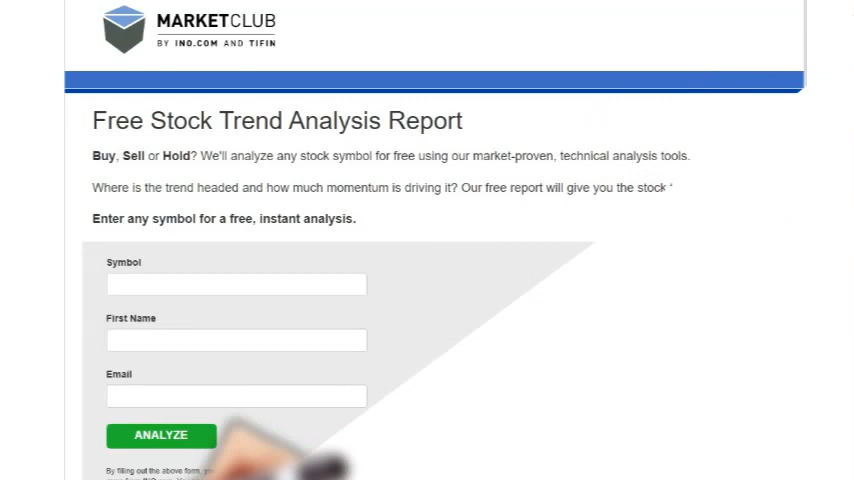 MARKETCLUB
BY INO.COM AND TIFIN
Free Stock Trend Analysis Report
Buy, Sell or Hold? We'll analyze any stock symbol for free using our market-proven, technical analysis tools.
Where is the trend headed and how much momentum is driving it? Our free report will give you the stock
Enter any symbol for a free, instant analysis.
Symbol
First Name
Email
ANALYZE
By filling out the above form,